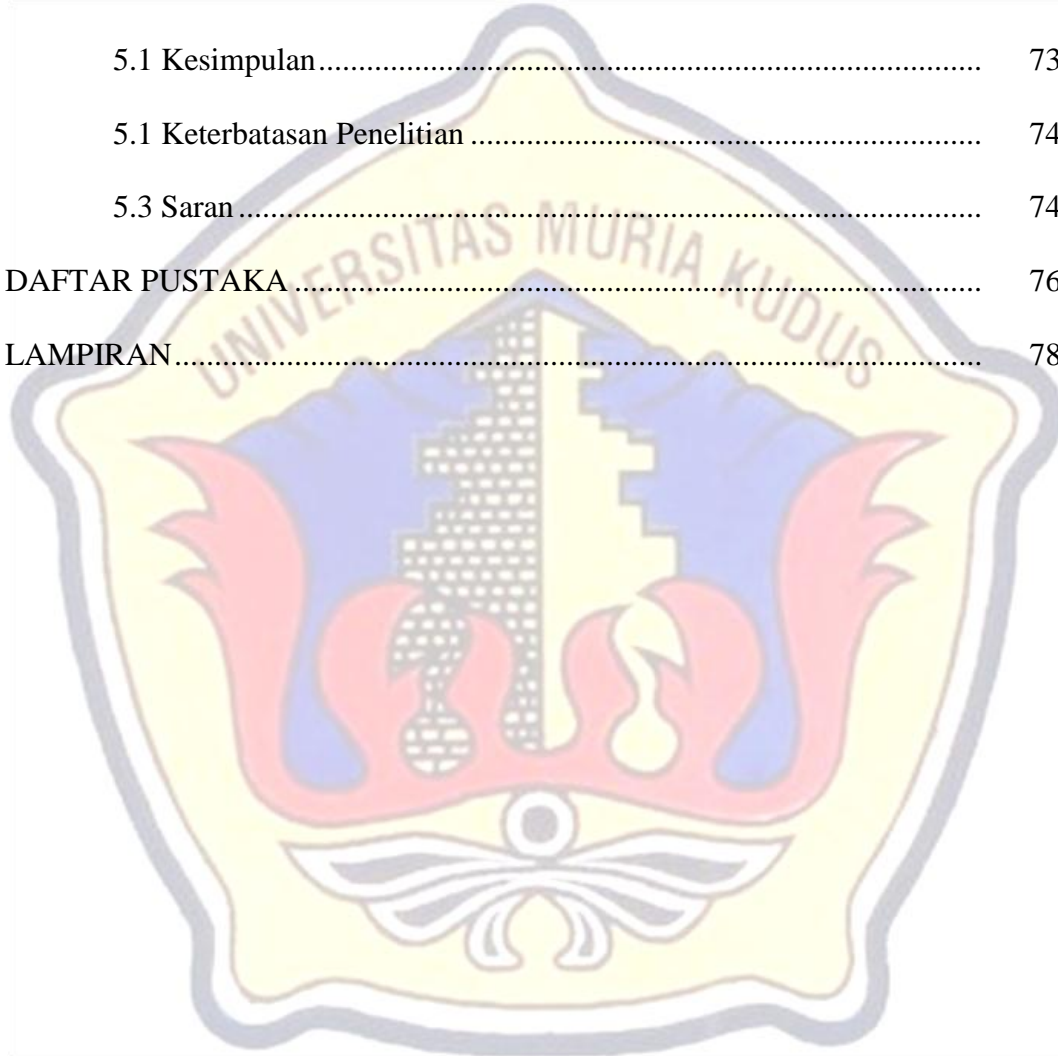 5.1 Kesimpulan.................................................................................... 73
5.1 Keterbatasan Penelitian ................................................................ 74
5.3 Saran.............................................................................................. 74
UNIVERSITAS MURIA KUDUS
DAFTAR PUSTAKA...................................................................................... 76
LAMPIRAN..................................................................................................... 78